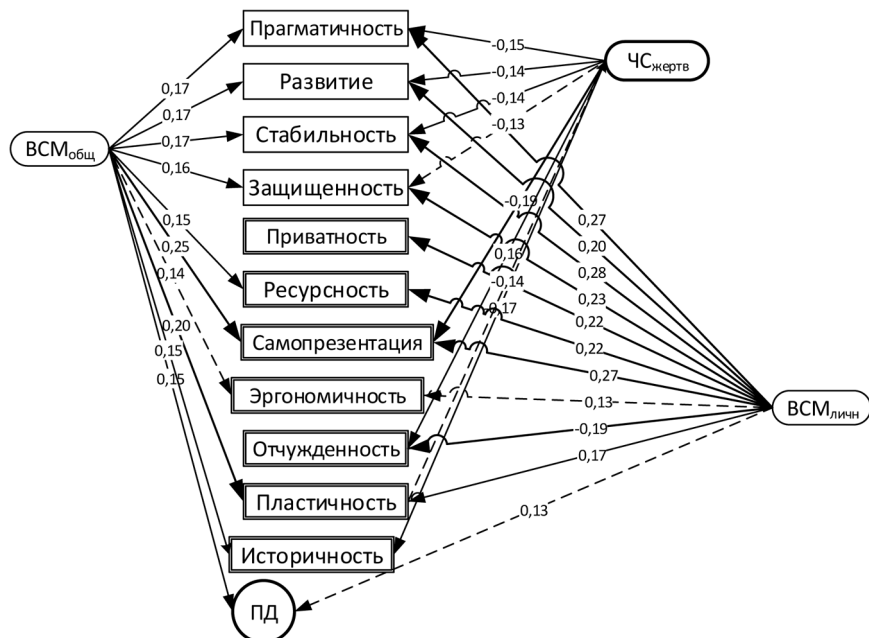 Прагматичность
-0,15
ЧСжертв
Развитие
-0,14
0,17
0,17
-0,14
Стабильность
0,17
-0,13
ВСМобщ
0,16
Защищенность
-0,19
0,15
Приватность
0,27
0,20
0,25
0,16
0,28
0,14
Ресурсность
-0,14
0,23
0,17
0,22
0,20
Самопрезентация
0,22
0,15
0,27
0,15
Эргономичность
0,13
ВСМличн
-0,19
Отчужденность
0,17
Пластичность
0,13
Историчность
ПД